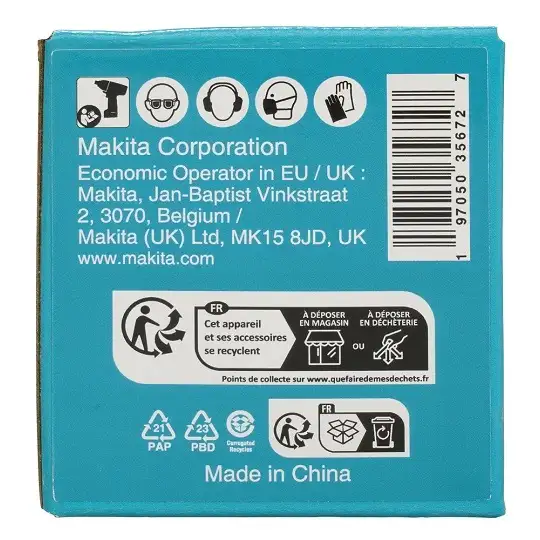 Makita Corporation
Economic Operator in EU / UK :
Makita, Jan-Baptist Vinkstraat
2, 3070, Belgium /
Makita (UK) Ltd, MK15 8JD, UK
www.makita.com
1 97050 35672 7
FR
Cet appareil
et ses accessoires
se recyclent
À DÉPOSER
EN MAGASIN
OU
À DÉPOSER
EN DÉCHÈTERIE
Points de collecte sur www.quefairedemesdechets.fr
21
PAP
23
PBD
Corrugated
Recycles
FR
Made in China